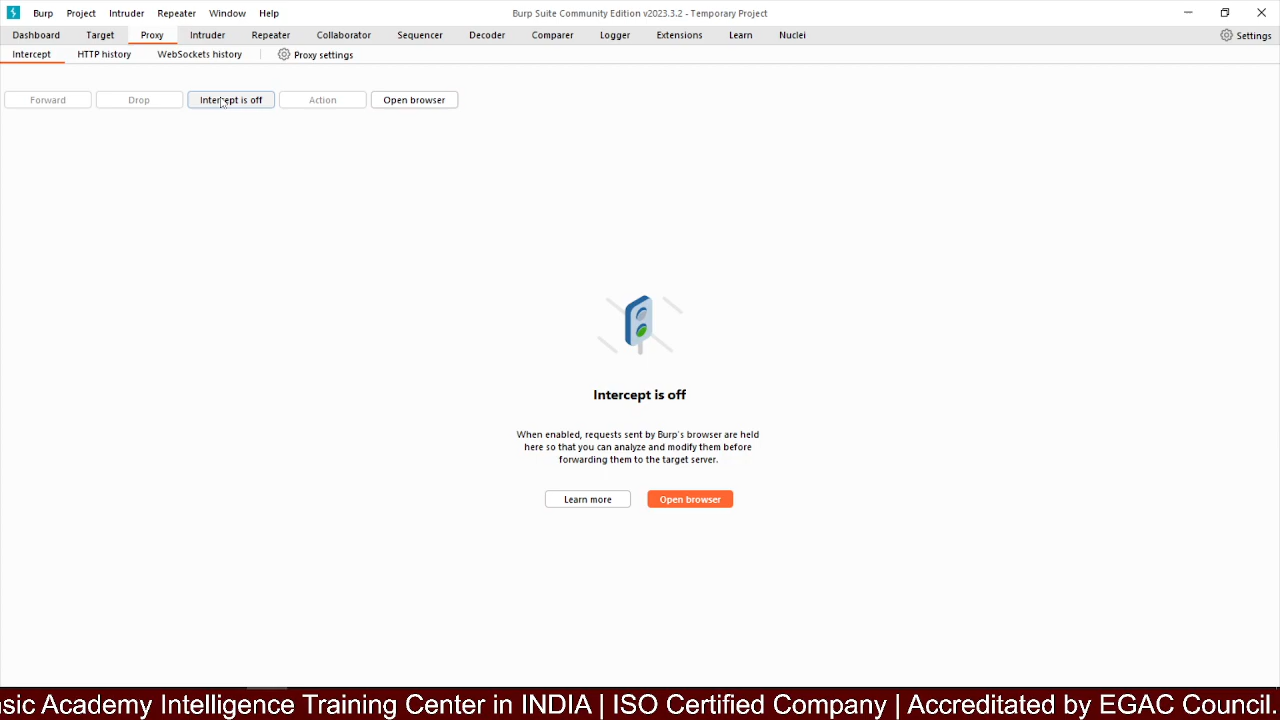 Burp Project Intruder Repeater Window Help Burp Suite Community Edition v2023.3.2 - Temporary Project
Dashboard Target Proxy Intruder Repeater Collaborator Sequencer Decoder Comparer Logger Extensions Learn Nuclei Settings
Intercept HTTP history WebSockets history Proxy settings
Forward Drop Intercept is off Action Open browser
Intercept is off
When enabled, requests sent by Burp's browser are held
here so that you can analyze and modify them before
forwarding them to the target server.
Learn more Open browser
sic Academy Intelligence Training Center in INDIA | ISO Certified Company | Accreditated by EGAC Council.